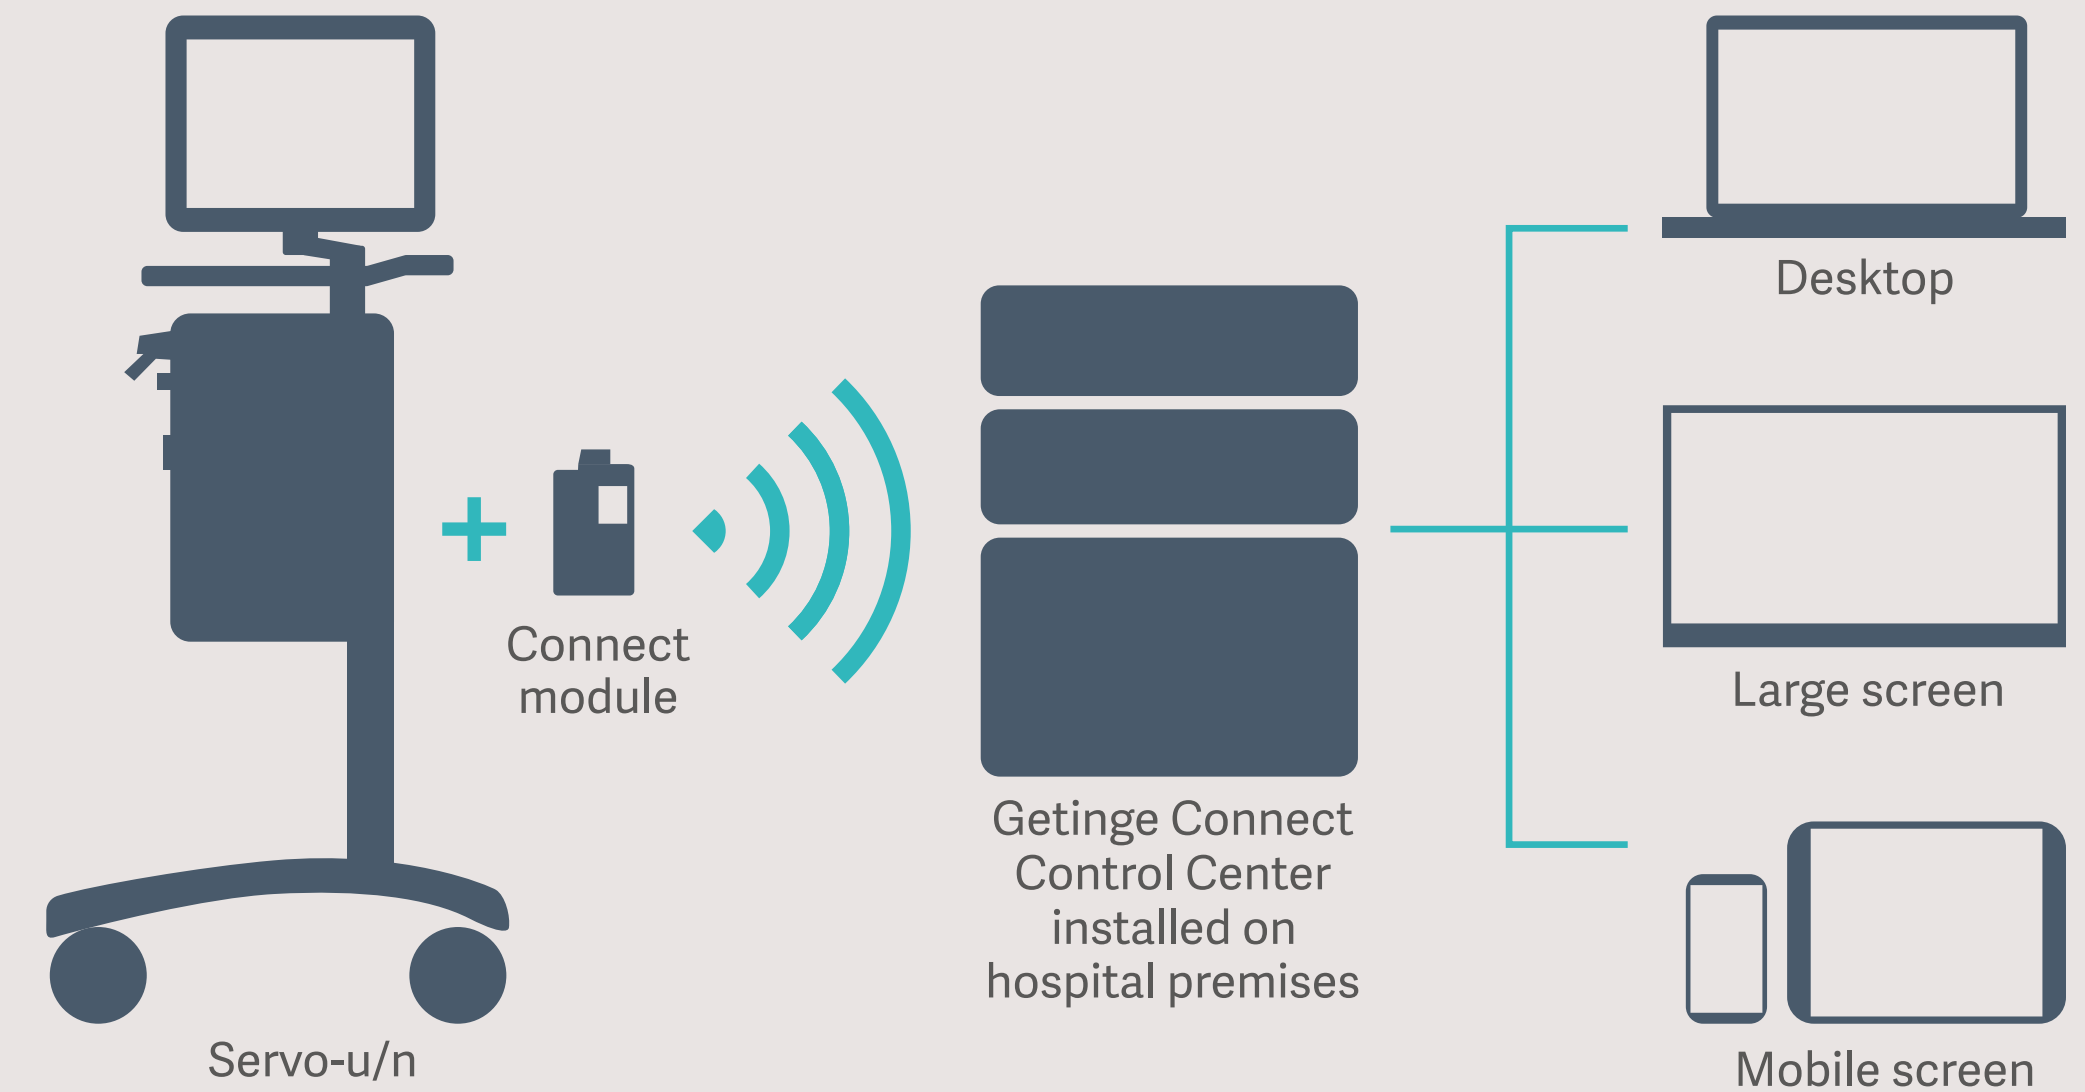 Servo-u/n
Connect
module
Getinge Connect
Control Center
installed on
hospital premises
Desktop
Large screen
Mobile screen